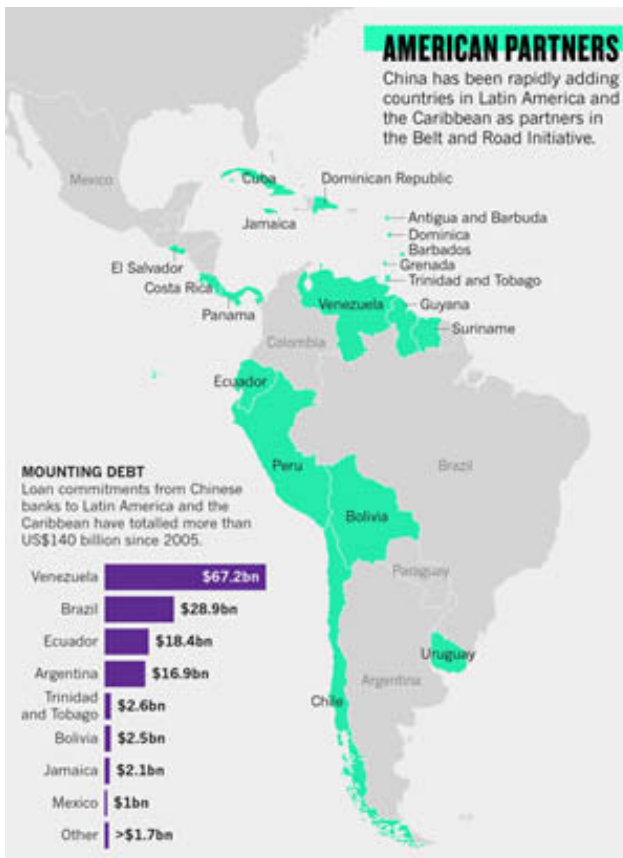 AMERICAN PARTNERS
China has been rapidly adding
countries in Latin America and
the Caribbean as partners in
the Belt and Road Initiative.
Mexico
Cuba
Dominican Republic
Jamaica
Antigua and Barbuda
Dominica
Barbados
Grenada
Trinidad and Tobago
El Salvador
Costa Rica
Panama
Venezuela
Guyana
Suriname
Colombia
Ecuador
Peru
Brazil
Bolivia
Paraguay
Uruguay
Argentina
Chile
MOUNTING DEBT
Loan commitments from Chinese
banks to Latin America and the
Caribbean have totalled more than
US$140 billion since 2005.
Venezuela $67.2bn
Brazil $28.9bn
Ecuador $18.4bn
Argentina $16.9bn
Trinidad
and Tobago $2.6bn
Bolivia $2.5bn
Jamaica $2.1bn
Mexico $1bn
Other >$1.7bn